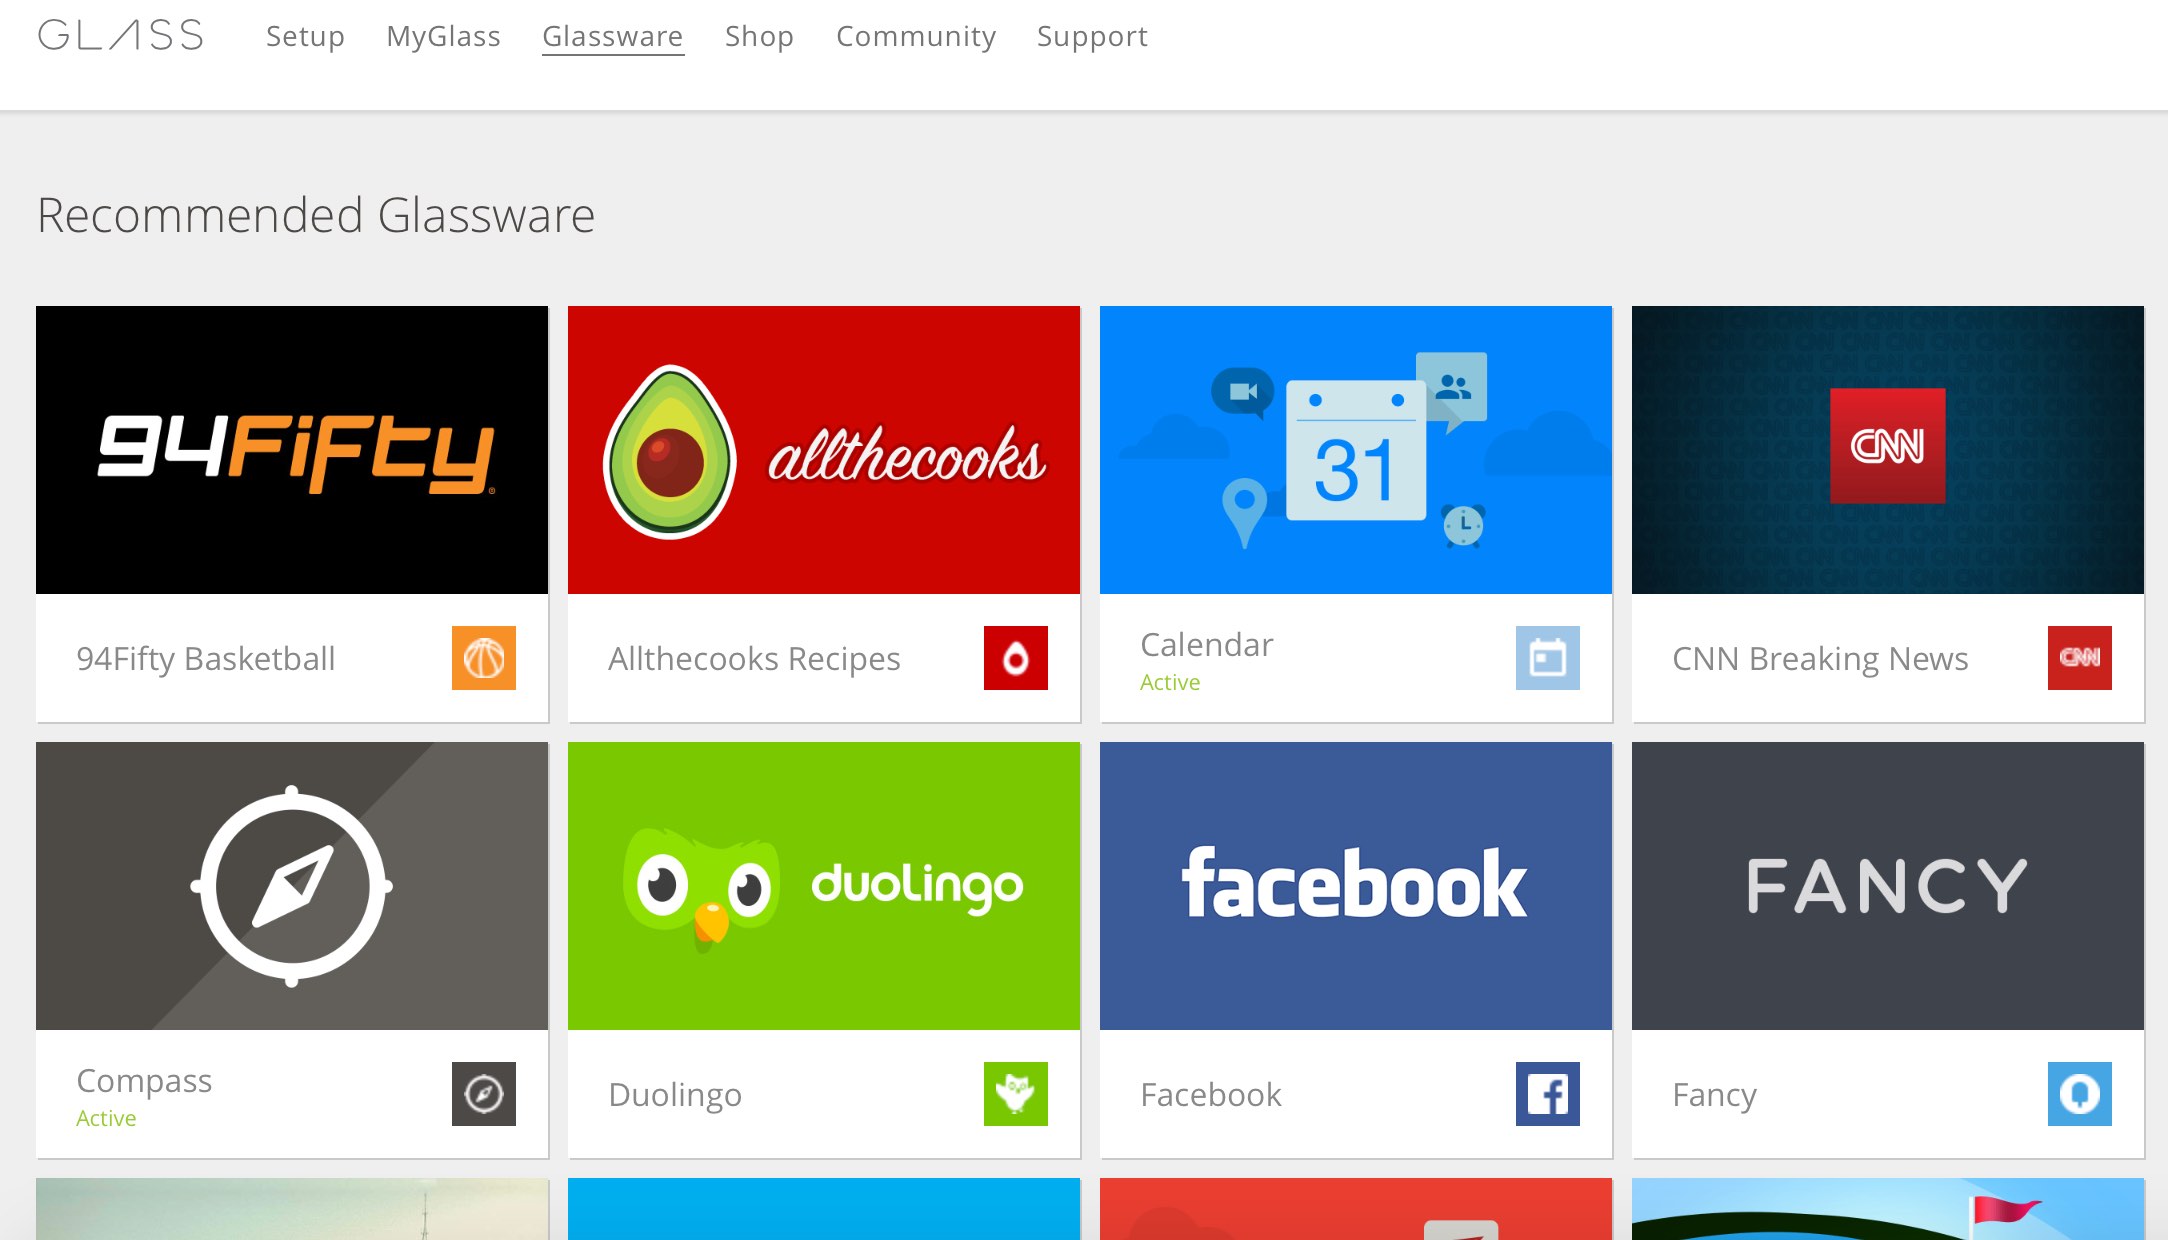 GLASS Setup MyGlass Glassware Shop Community Support
Recommended Glassware
94FiFty
allthecooks
31
CNN
94Fifty Basketball
Allthecooks Recipes
Calendar
Active
CNN Breaking News
CNN
duolingo
facebook
FANCY
Compass
Active
Duolingo
Facebook
Fancy